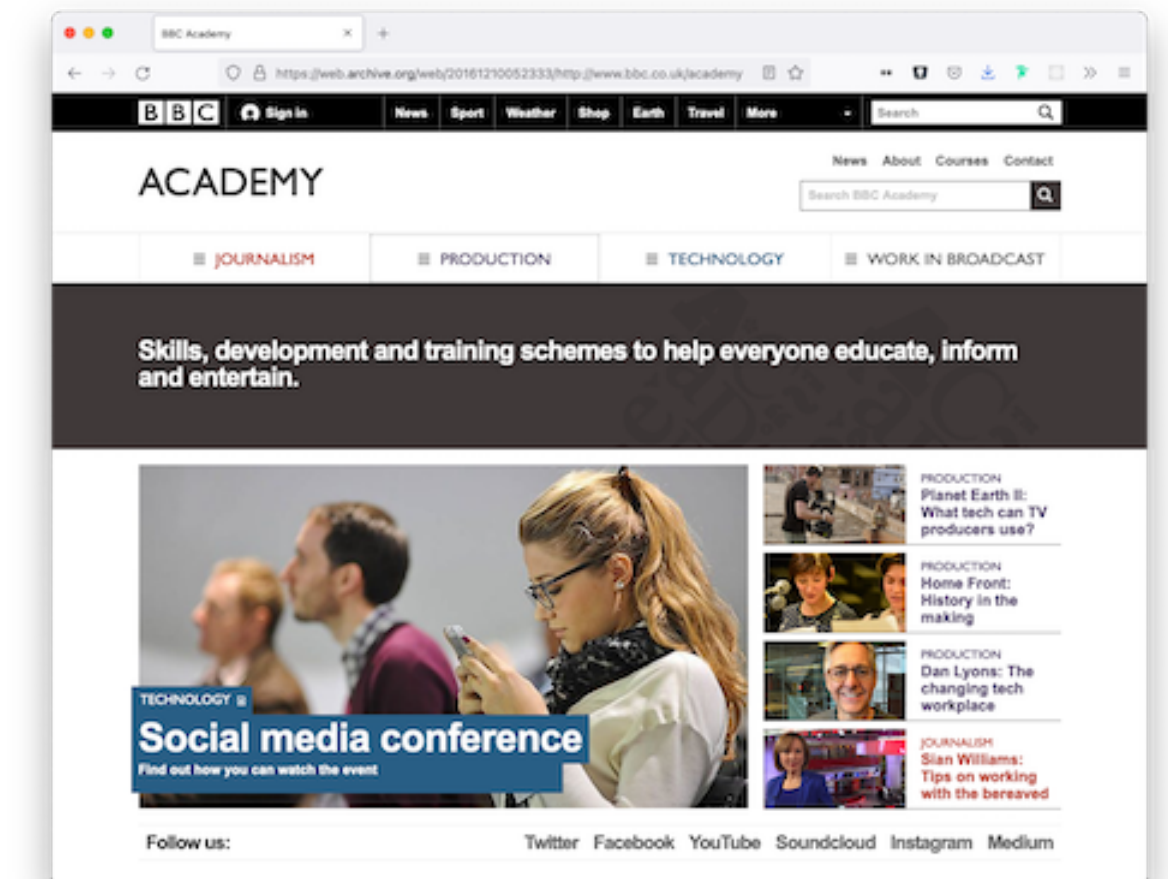 BBC Academy
https://web.archive.org/web/20161210052333/http://www.bbc.co.uk/academy
BBC Sign in News Sport Weather Shop Earth Travel More Search
News About Courses Contact
ACADEMY
Search BBC Academy
JOURNALISM PRODUCTION TECHNOLOGY WORK IN BROADCAST
Skills, development and training schemes to help everyone educate, inform
and entertain.
TECHNOLOGY
Social media conference
Find out how you can watch the event
PRODUCTION
Planet Earth II:
What tech can TV
producers use?
PRODUCTION
Home Front:
History in the
making
PRODUCTION
Dan Lyons: The
changing tech
workplace
JOURNALISM
Sian Williams:
Tips on working
with the bereaved
Follow us: Twitter Facebook YouTube Soundcloud Instagram Medium